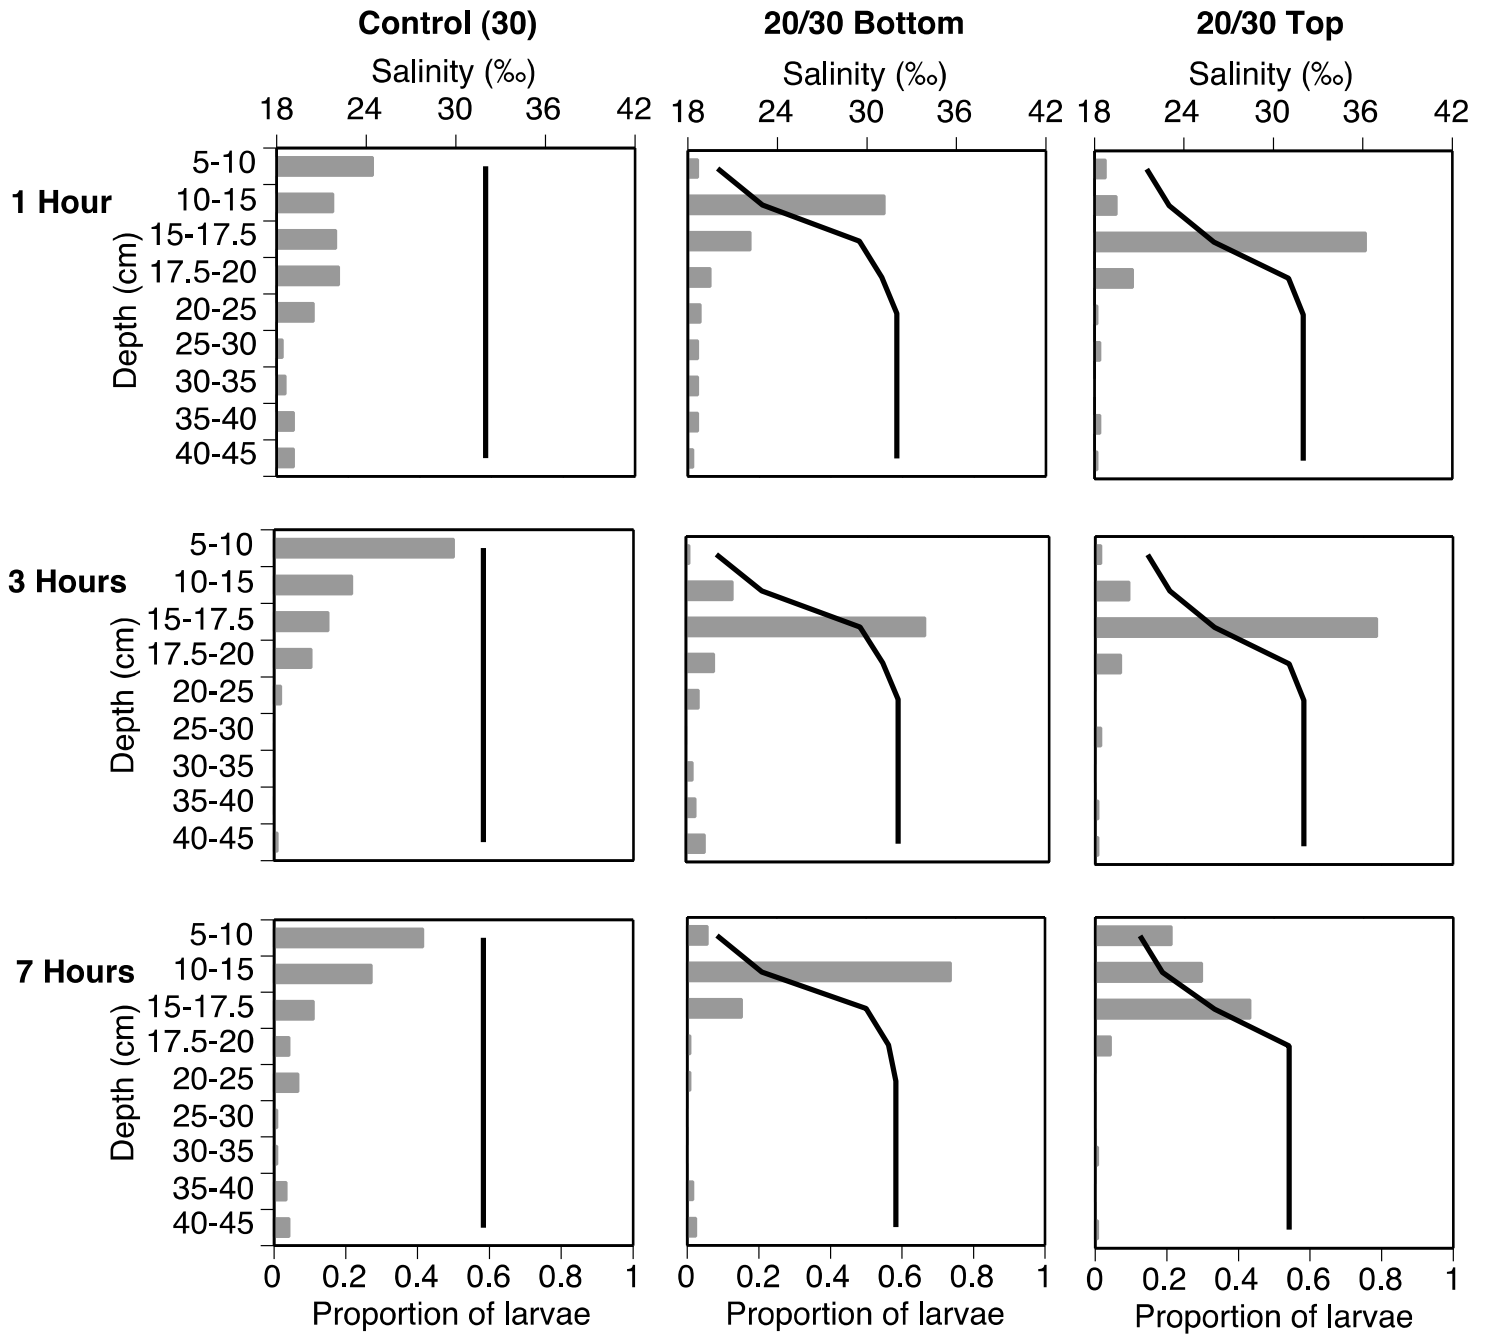 Control (30) 20/30 Bottom 20/30 Top
Salinity (‰) Salinity (‰) Salinity (‰)
18 24 30 36 42 18 24 30 36 42 18 24 30 36 42
1 Hour
Depth (cm)
5-10
10-15
15-17.5
17.5-20
20-25
25-30
30-35
35-40
40-45
3 Hours
Depth (cm)
5-10
10-15
15-17.5
17.5-20
20-25
25-30
30-35
35-40
40-45
7 Hours
Depth (cm)
5-10
10-15
15-17.5
17.5-20
20-25
25-30
30-35
35-40
40-45
0 0.2 0.4 0.6 0.8 1 0 0.2 0.4 0.6 0.8 1 0 0.2 0.4 0.6 0.8 1
Proportion of larvae Proportion of larvae Proportion of larvae